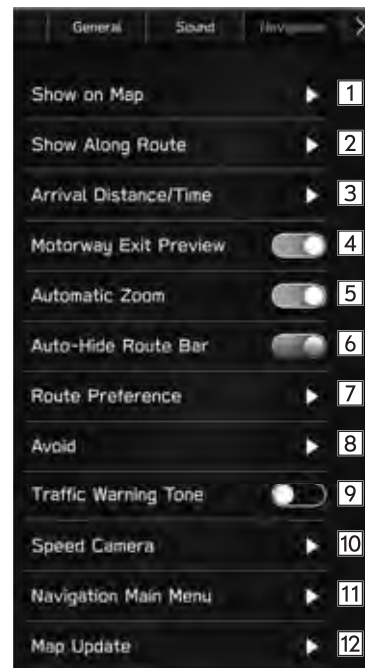 General Sound Navigation
Show on Map 1
Show Along Route 2
Arrival Distance/Time 3
Motorway Exit Preview 4
Automatic Zoom 5
Auto-Hide Route Bar 6
Route Preference 7
Avoid 8
Traffic Warning Tone 9
Speed Camera 10
Navigation Main Menu 11
Map Update 12